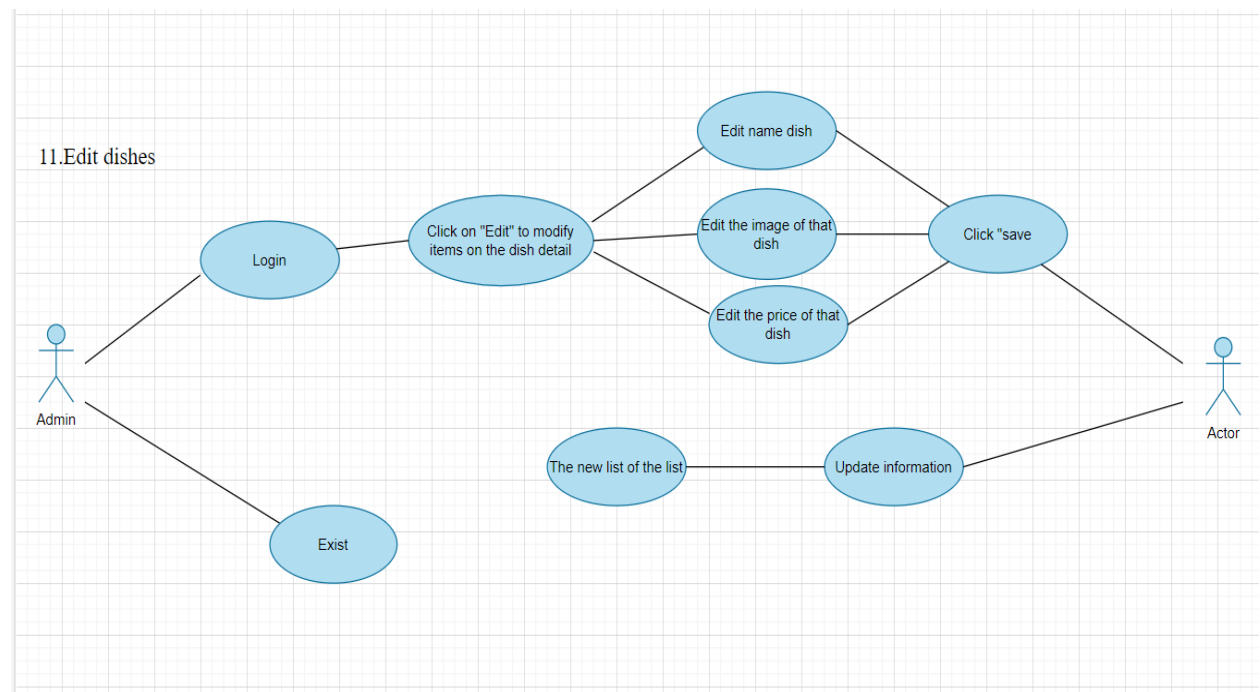 11.Edit dishes
Edit name dish
Click on "Edit" to modify
items on the dish detail
Edit the image of that
dish
Click "save
Login
Edit the price of that
dish
Admin
Actor
The new list of the list
Update information
Exist